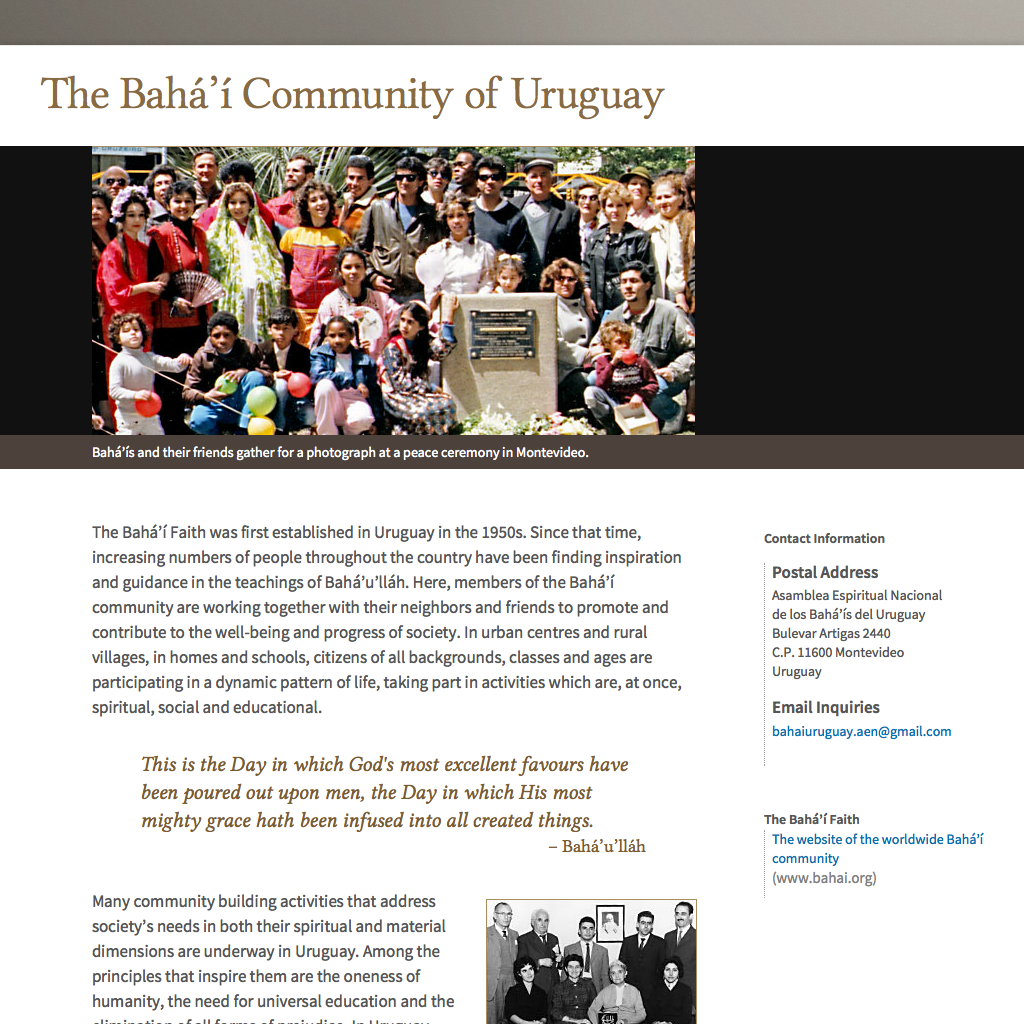 The Bahá’í Community of Uruguay
Bahá’ís and their friends gather for a photograph at a peace ceremony in Montevideo.
The Bahá’í Faith was first established in Uruguay in the 1950s. Since that time,
increasing numbers of people throughout the country have been finding inspiration
and guidance in the teachings of Bahá’u’lláh. Here, members of the Bahá’í
community are working together with their neighbors and friends to promote and
contribute to the well-being and progress of society. In urban centres and rural
villages, in homes and schools, citizens of all backgrounds, classes and ages are
participating in a dynamic pattern of life, taking part in activities which are, at once,
spiritual, social and educational.
This is the Day in which God's most excellent favours have
been poured out upon men, the Day in which His most
mighty grace hath been infused into all created things.
– Bahá’u’lláh
Many community building activities that address
society’s needs in both their spiritual and material
dimensions are underway in Uruguay. Among the
principles that inspire them are the oneness of
humanity, the need for universal education and the
elimination of all forms of prejudice. In Uruguay,
Contact Information
Postal Address
Asamblea Espiritual Nacional
de los Bahá’ís del Uruguay
Bulevar Artigas 2440
C.P. 11600 Montevideo
Uruguay
Email Inquiries
bahaiuruguay.aen@gmail.com
The Bahá’í Faith
The website of the worldwide Bahá’í
community
(www.bahai.org)